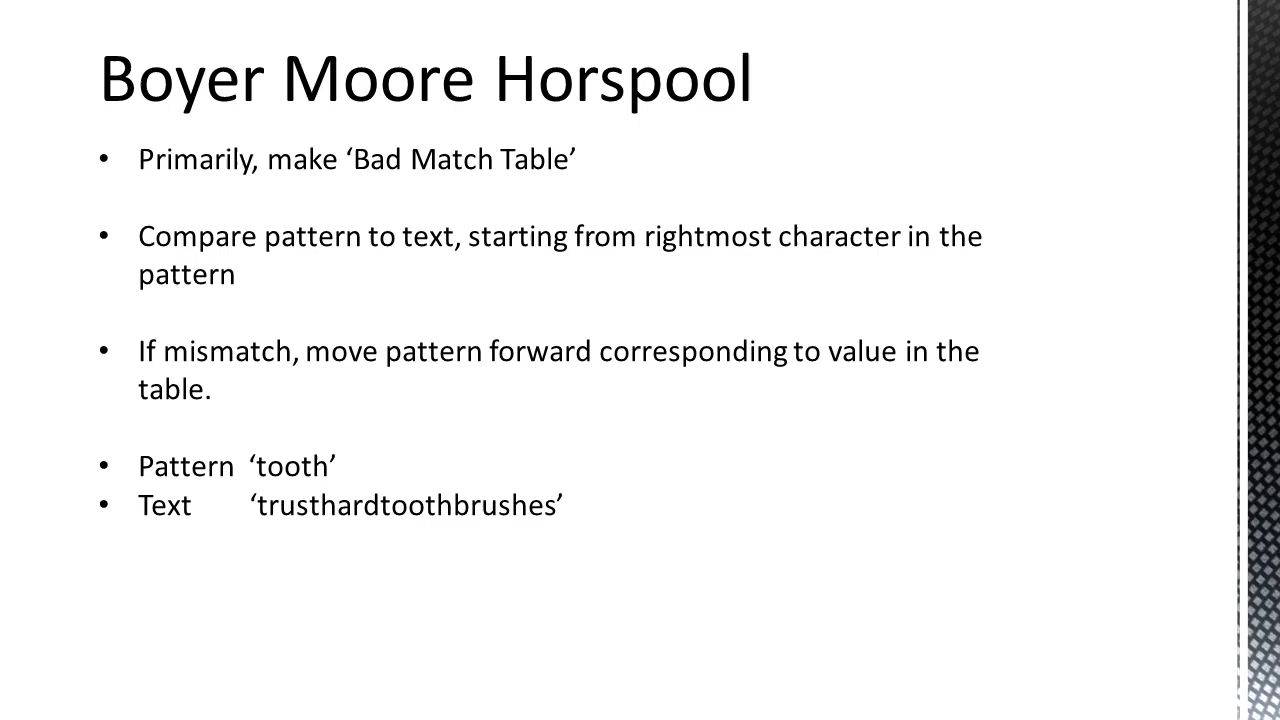 Boyer Moore Horspool
• Primarily, make ‘Bad Match Table’
• Compare pattern to text, starting from rightmost character in the
pattern
• If mismatch, move pattern forward corresponding to value in the
table.
• Pattern ‘tooth’
• Text ‘trusthardtoothbrushes’